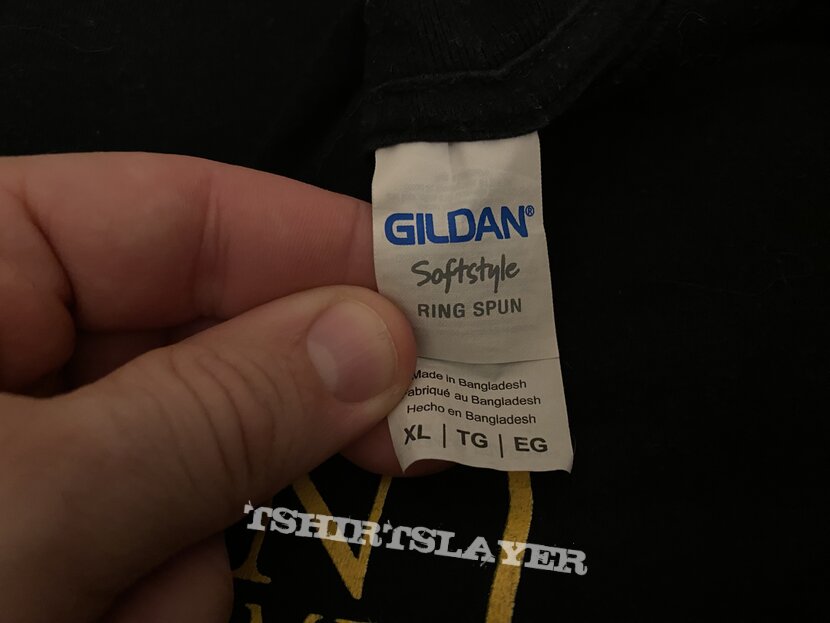 GILDAN®
Softstyle
RING SPUN
Made in Bangladesh
Fabriqué au Bangladesh
Hecho en Bangladesh
XL | TG | EG
N
TSHIRTSLAYER